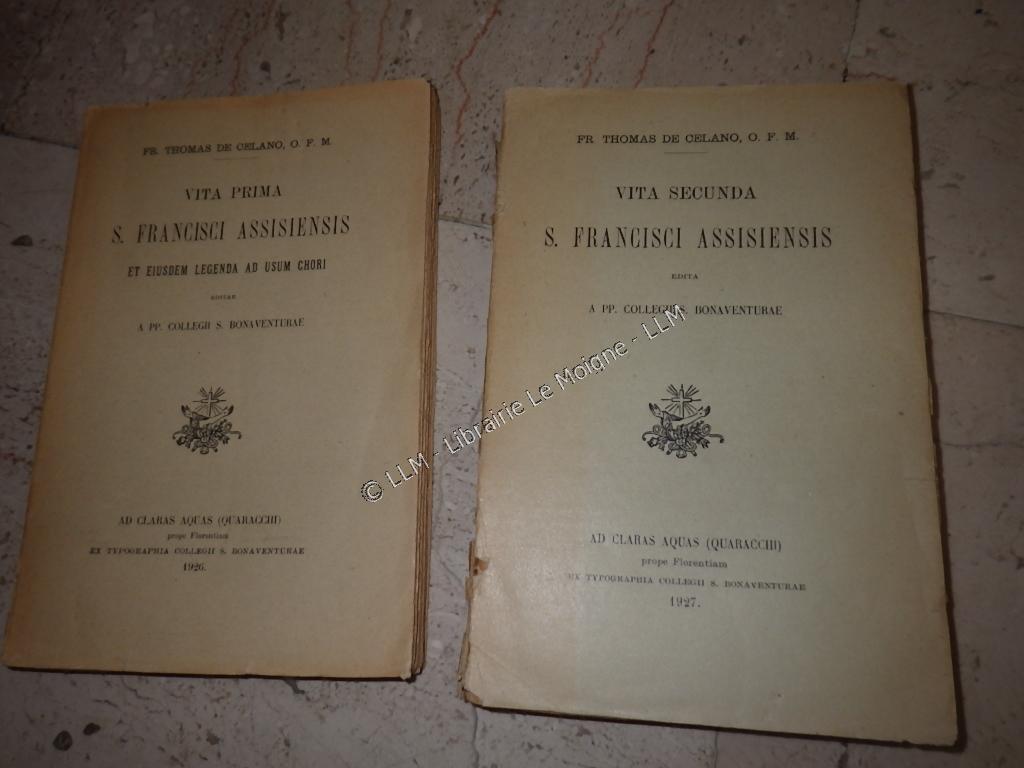 FR. THOMAS DE CELANO, O. F. M.
VITA PRIMA
S. FRANCISCI ASSISIENSIS
ET EIUSDEM LEGENDA AD USUM CHORI
EDITAE
A PP. COLLEGII S. BONAVENTURAE
AD CLARAS AQUAS (QUARACCHI)
prope Florentiam
EX TYPOGRAPHIA COLLEGII S. BONAVENTURAE
1926.
FR. THOMAS DE CELANO, O. F. M.
VITA SECUNDA
S. FRANCISCI ASSISIENSIS
EDITA
A PP. COLLEGII S. BONAVENTURAE
AD CLARAS AQUAS (QUARACCHI)
prope Florentiam
EX TYPOGRAPHIA COLLEGII S. BONAVENTURAE
1927.
© LLM - Librairie Le Moigne - LLM